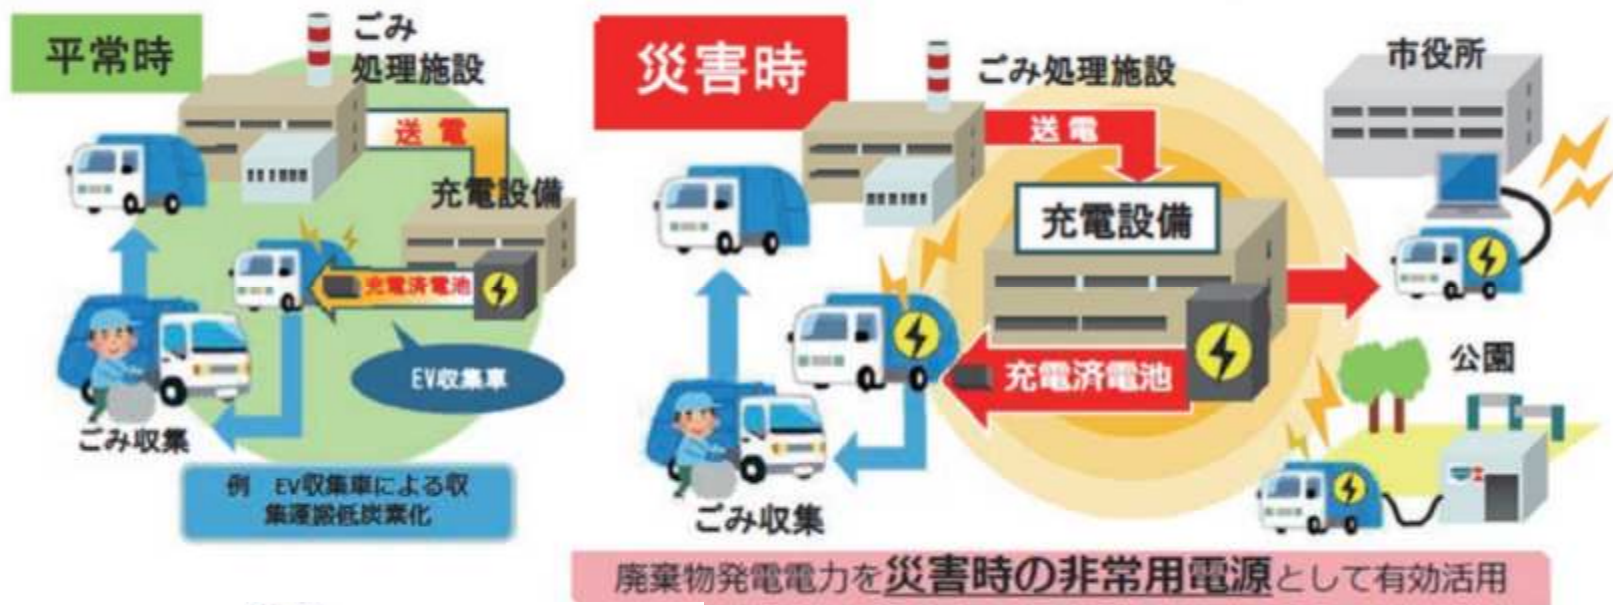 平常時
ごみ
処理施設
送電
充電設備
充電済電池
EV収集車
ごみ収集
例 EV収集車による収
集運搬低炭素化
災害時
ごみ処理施設
送電
充電設備
充電済電池
ごみ収集
市役所
公園
廃棄物発電電力を災害時の非常用電源として有効活用